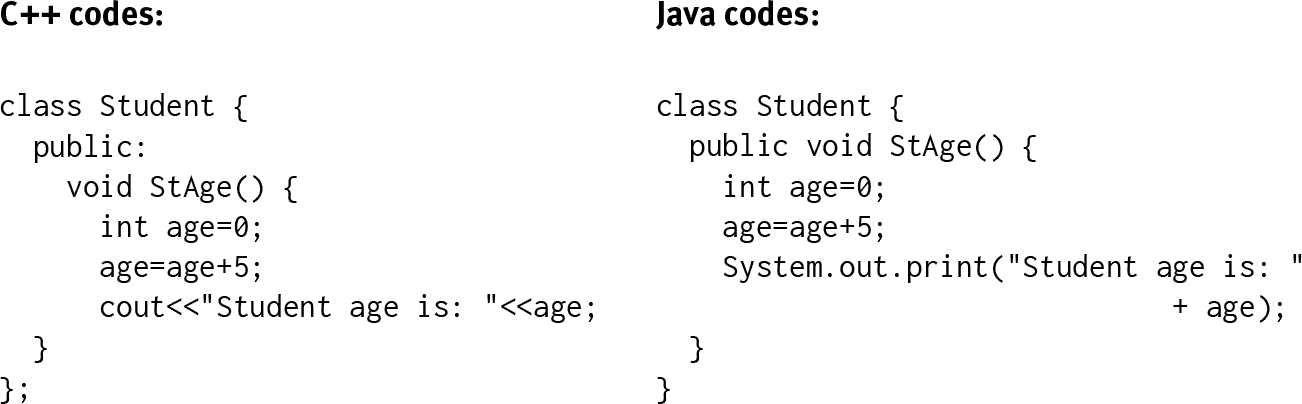 C++ codes:
class Student {
  public:
    void StAge() {
      int age=0;
      age=age+5;
      cout<<"Student age is: "<<age;
  }
};
Java codes:
class Student {
  public void StAge() {
    int age=0;
    age=age+5;
    System.out.print("Student age is: "
                               + age);
  }
}